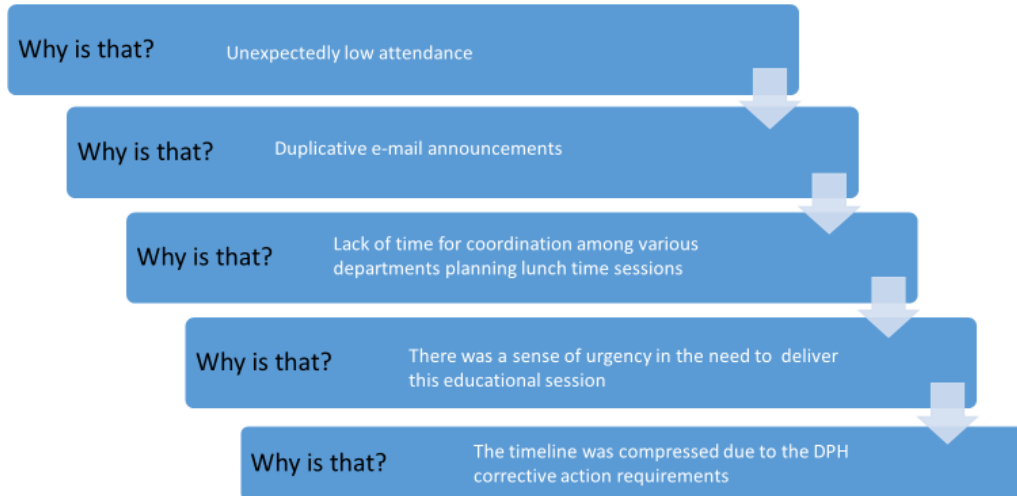 Why is that?
Unexpectedly low attendance
Why is that?
Duplicative e-mail announcements
Why is that?
Lack of time for coordination among various
departments planning lunch time sessions
Why is that?
There was a sense of urgency in the need to  deliver
this educational session
Why is that?
The timeline was compressed due to the DPH
corrective action requirements